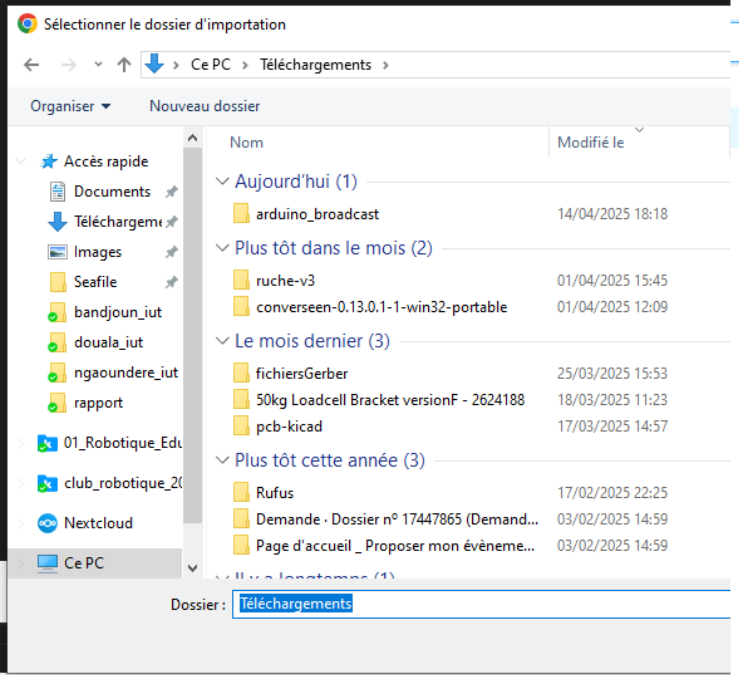 Sélectionner le dossier d'importation
Ce PC > Téléchargements >
Organiser Nouveau dossier
Nom Modifié le
Accès rapide
Documents
Téléchargeme
Images
Seafile
bandjoun_iut
douala_iut
ngaoundere_iut
rapport
01_Robotique_Edu
club_robotique_20
Nextcloud
Ce PC
Aujourd'hui (1)
arduino_broadcast 14/04/2025 18:18
Plus tôt dans le mois (2)
ruche-v3 01/04/2025 15:45
converseen-0.13.0.1-1-win32-portable 01/04/2025 12:09
Le mois dernier (3)
fichiersGerber 25/03/2025 15:53
50kg Loadcell Bracket versionF - 2624188 18/03/2025 11:23
pcb-kicad 17/03/2025 14:57
Plus tôt cette année (3)
Rufus 17/02/2025 22:25
Demande · Dossier nº 17447865 (Demand... 03/02/2025 14:59
Page d'accueil _ Proposer mon évèneme... 03/02/2025 14:59
Il y a longtemps (1)
Dossier : Téléchargements